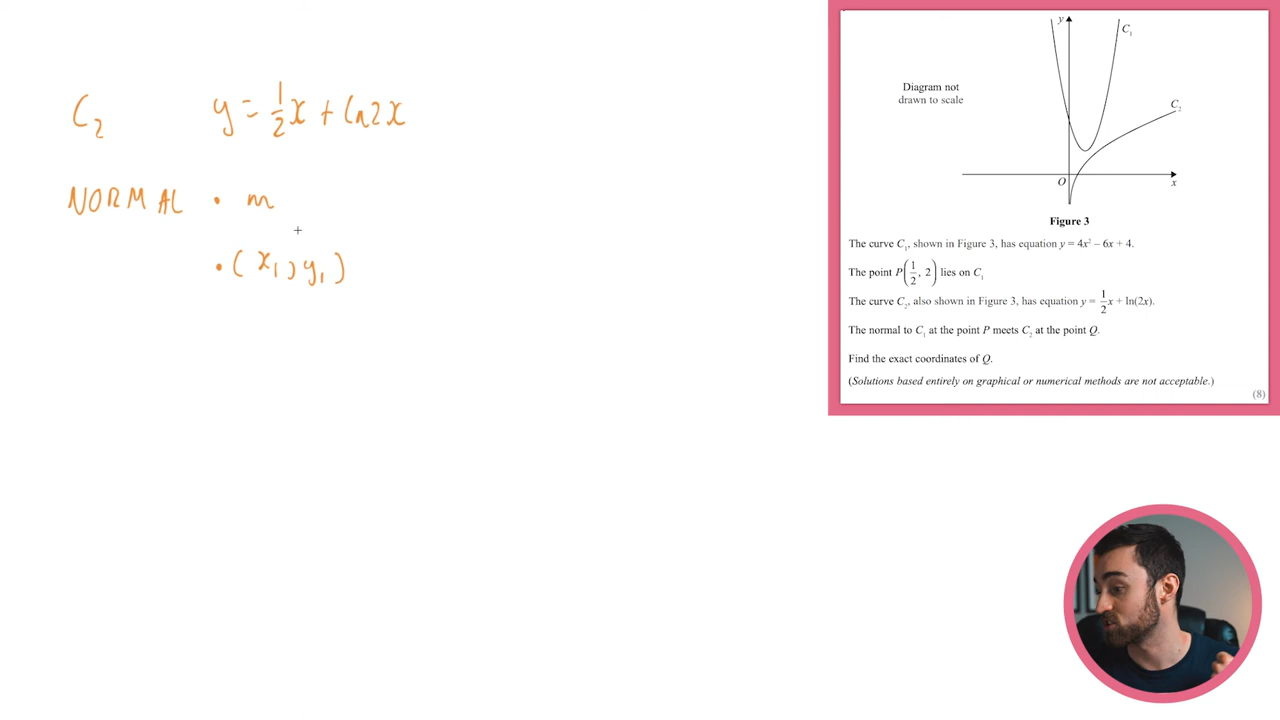 C₂ y = 1/2 x + ln2x
NORMAL • m
• (x₁, y₁)
y
C₁
Diagram not
drawn to scale
C₂
O
x
Figure 3
The curve C₁, shown in Figure 3, has equation y = 4x² – 6x + 4.
The point P(1/2, 2) lies on C₁
The curve C₂, also shown in Figure 3, has equation y = 1/2 x + ln(2x).
The normal to C₁ at the point P meets C₂ at the point Q.
Find the exact coordinates of Q.
(Solutions based entirely on graphical or numerical methods are not acceptable.)
(8)